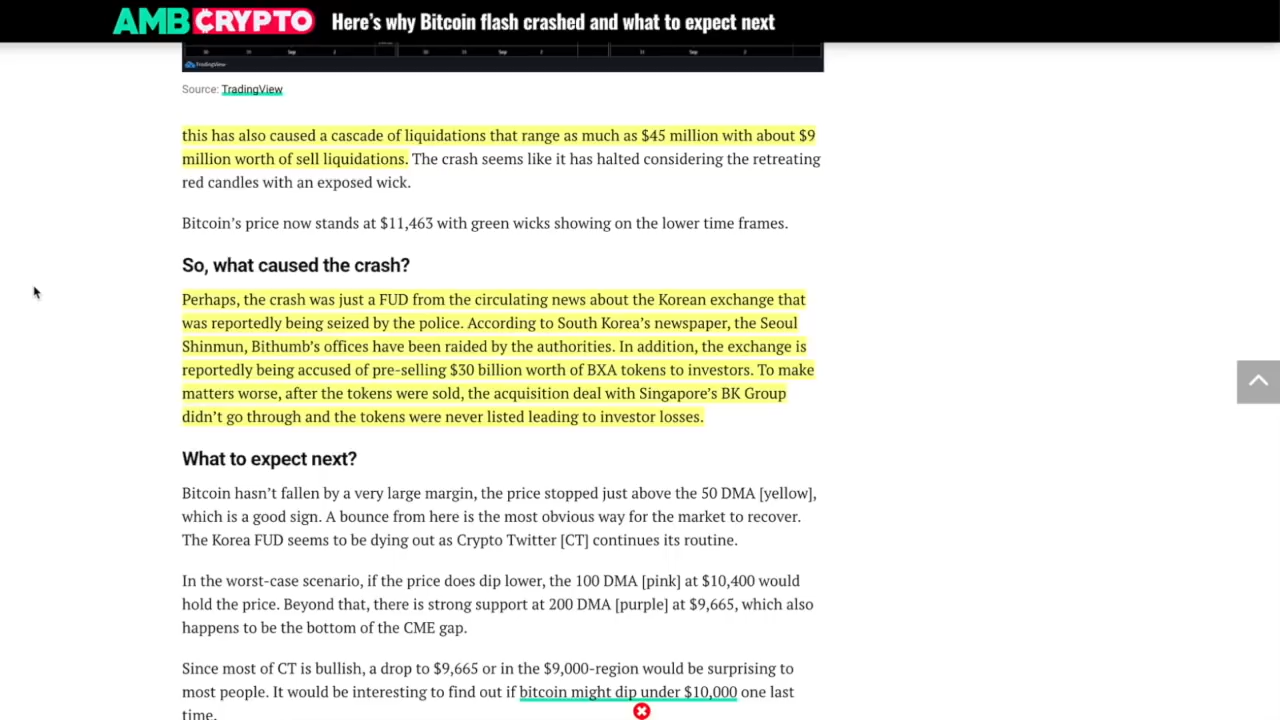 AMBCRYPTO Here's why Bitcoin flash crashed and what to expect next
TradingView
Source: TradingView
this has also caused a cascade of liquidations that range as much as $45 million with about $9
million worth of sell liquidations. The crash seems like it has halted considering the retreating
red candles with an exposed wick.
Bitcoin's price now stands at $11,463 with green wicks showing on the lower time frames.
So, what caused the crash?
Perhaps, the crash was just a FUD from the circulating news about the Korean exchange that
was reportedly being seized by the police. According to South Korea's newspaper, the Seoul
Shinmun, Bithumb's offices have been raided by the authorities. In addition, the exchange is
reportedly being accused of pre-selling $30 billion worth of BXA tokens to investors. To make
matters worse, after the tokens were sold, the acquisition deal with Singapore's BK Group
didn't go through and the tokens were never listed leading to investor losses.
What to expect next?
Bitcoin hasn't fallen by a very large margin, the price stopped just above the 50 DMA [yellow],
which is a good sign. A bounce from here is the most obvious way for the market to recover.
The Korea FUD seems to be dying out as Crypto Twitter [CT] continues its routine.
In the worst-case scenario, if the price does dip lower, the 100 DMA [pink] at $10,400 would
hold the price. Beyond that, there is strong support at 200 DMA [purple] at $9,665, which also
happens to be the bottom of the CME gap.
Since most of CT is bullish, a drop to $9,665 or in the $9,000-region would be surprising to
most people. It would be interesting to find out if bitcoin might dip under $10,000 one last
time.